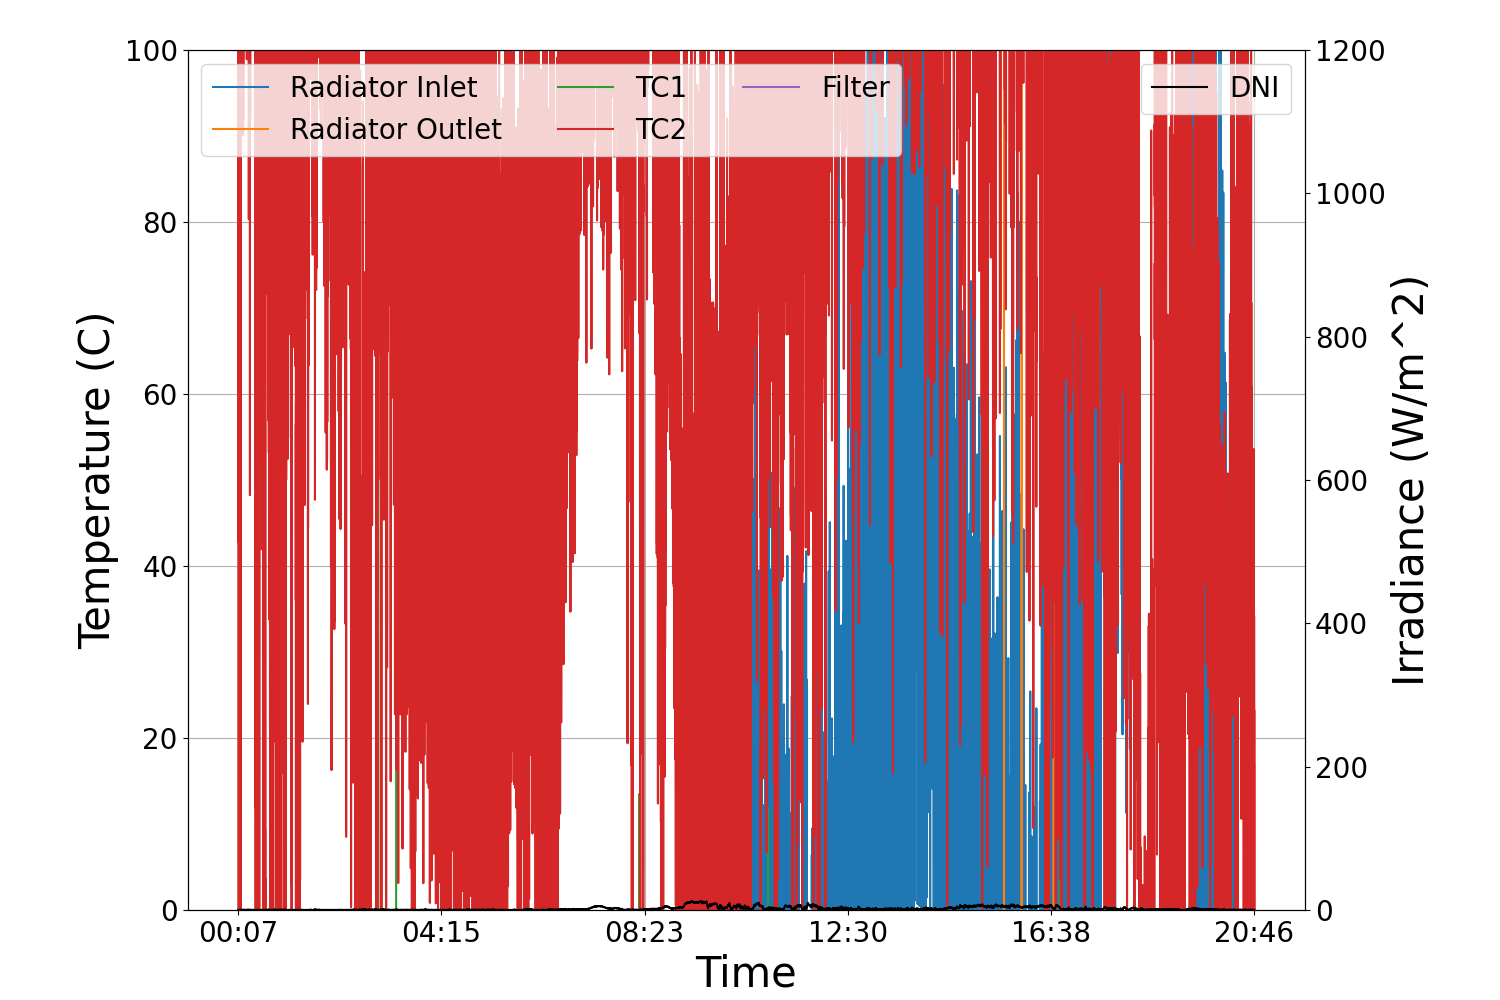 100
80
60
40
20
0
Temperature (C)
Radiator Inlet
Radiator Outlet
TC1
TC2
Filter
DNI
1200
1000
800
600
400
200
0
Irradiance (W/m^2)
00:07
04:15
08:23
12:30
16:38
20:46
Time